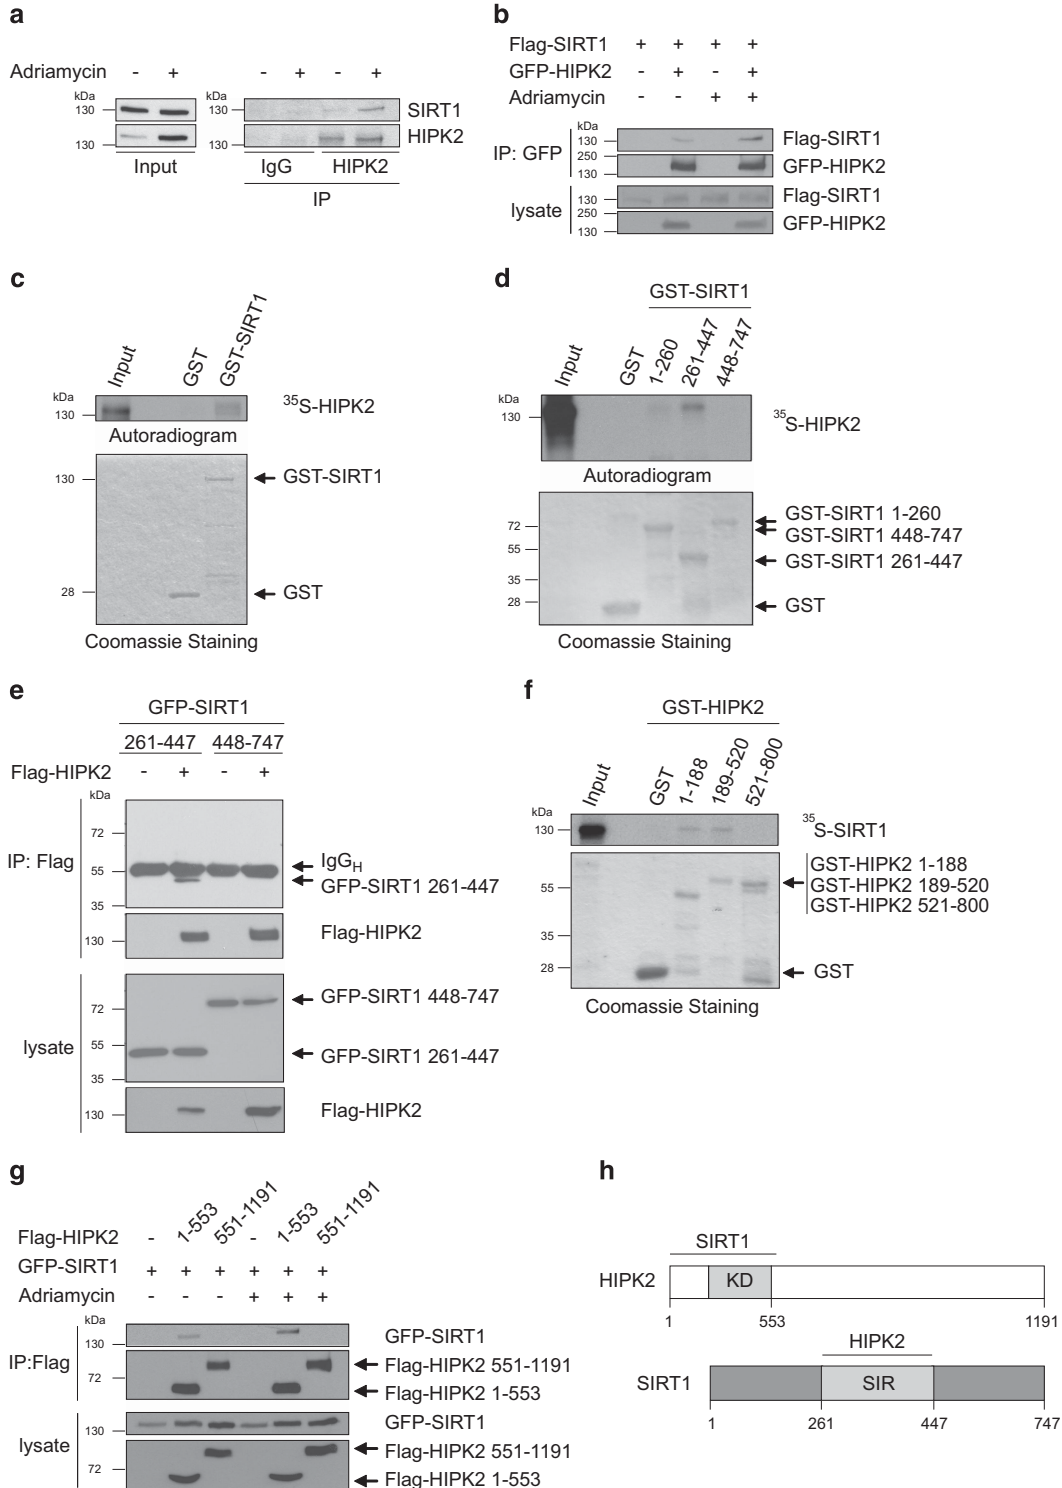 a
Adriamycin - + - + - +
kDa kDa
130 130 SIRT1
130 130 HIPK2
Input IgG HIPK2
IP
b
Flag-SIRT1 + + + +
GFP-HIPK2 - + - +
Adriamycin - - + +
kDa
IP: GFP
130 Flag-SIRT1
250
130 GFP-HIPK2
lysate
130 Flag-SIRT1
250
130 GFP-HIPK2
c
Input GST GST-SIRT1
kDa
130 35S-HIPK2
Autoradiogram
130 GST-SIRT1
28 GST
Coomassie Staining
d
GST-SIRT1
Input GST 1-260 261-447 448-747
kDa
130 35S-HIPK2
Autoradiogram
GST-SIRT1 1-260
72 GST-SIRT1 448-747
55 GST-SIRT1 261-447
35
28 GST
Coomassie Staining
e
GFP-SIRT1
261-447 448-747
Flag-HIPK2 - + - +
kDa
IP: Flag
72
55 IgGH
GFP-SIRT1 261-447
35
130 Flag-HIPK2
lysate
GFP-SIRT1 448-747
72
55 GFP-SIRT1 261-447
35
130 Flag-HIPK2
f
GST-HIPK2
Input GST 1-188 189-520 521-800
kDa
130 35S-SIRT1
GST-HIPK2 1-188
55 GST-HIPK2 189-520
GST-HIPK2 521-800
35
28 GST
Coomassie Staining
g
Flag-HIPK2 - 1-553 551-1191 - 1-553 551-1191
GFP-SIRT1 + + + + + +
Adriamycin - - - + + +
kDa
IP:Flag
130 GFP-SIRT1
Flag-HIPK2 551-1191
72 Flag-HIPK2 1-553
lysate
130 GFP-SIRT1
Flag-HIPK2 551-1191
72 Flag-HIPK2 1-553
h
SIRT1
HIPK2 KD
1 553 1191
HIPK2
SIRT1 SIR
1 261 447 747